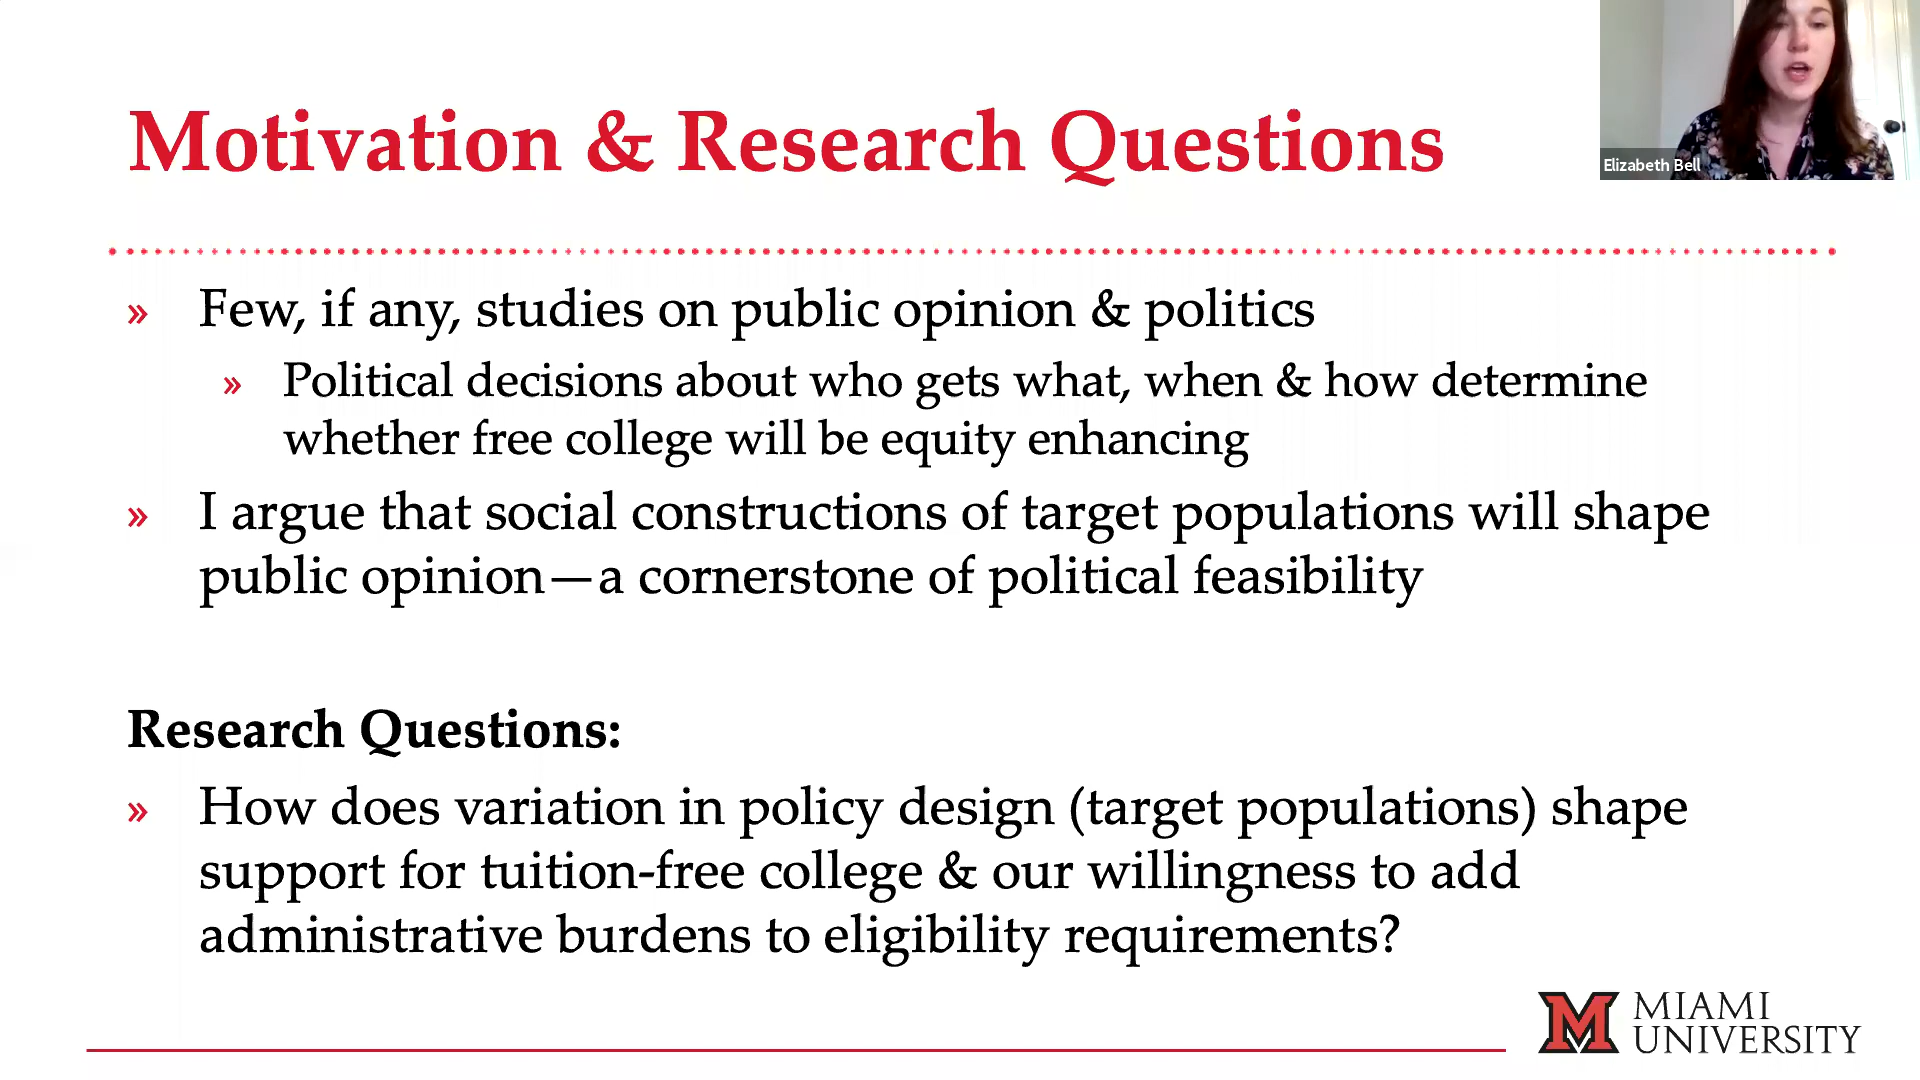 Motivation & Research Questions
Elizabeth Bell
» Few, if any, studies on public opinion & politics
» Political decisions about who gets what, when & how determine
whether free college will be equity enhancing
» I argue that social constructions of target populations will shape
public opinion—a cornerstone of political feasibility
Research Questions:
» How does variation in policy design (target populations) shape
support for tuition-free college & our willingness to add
administrative burdens to eligibility requirements?
M MIAMI
UNIVERSITY